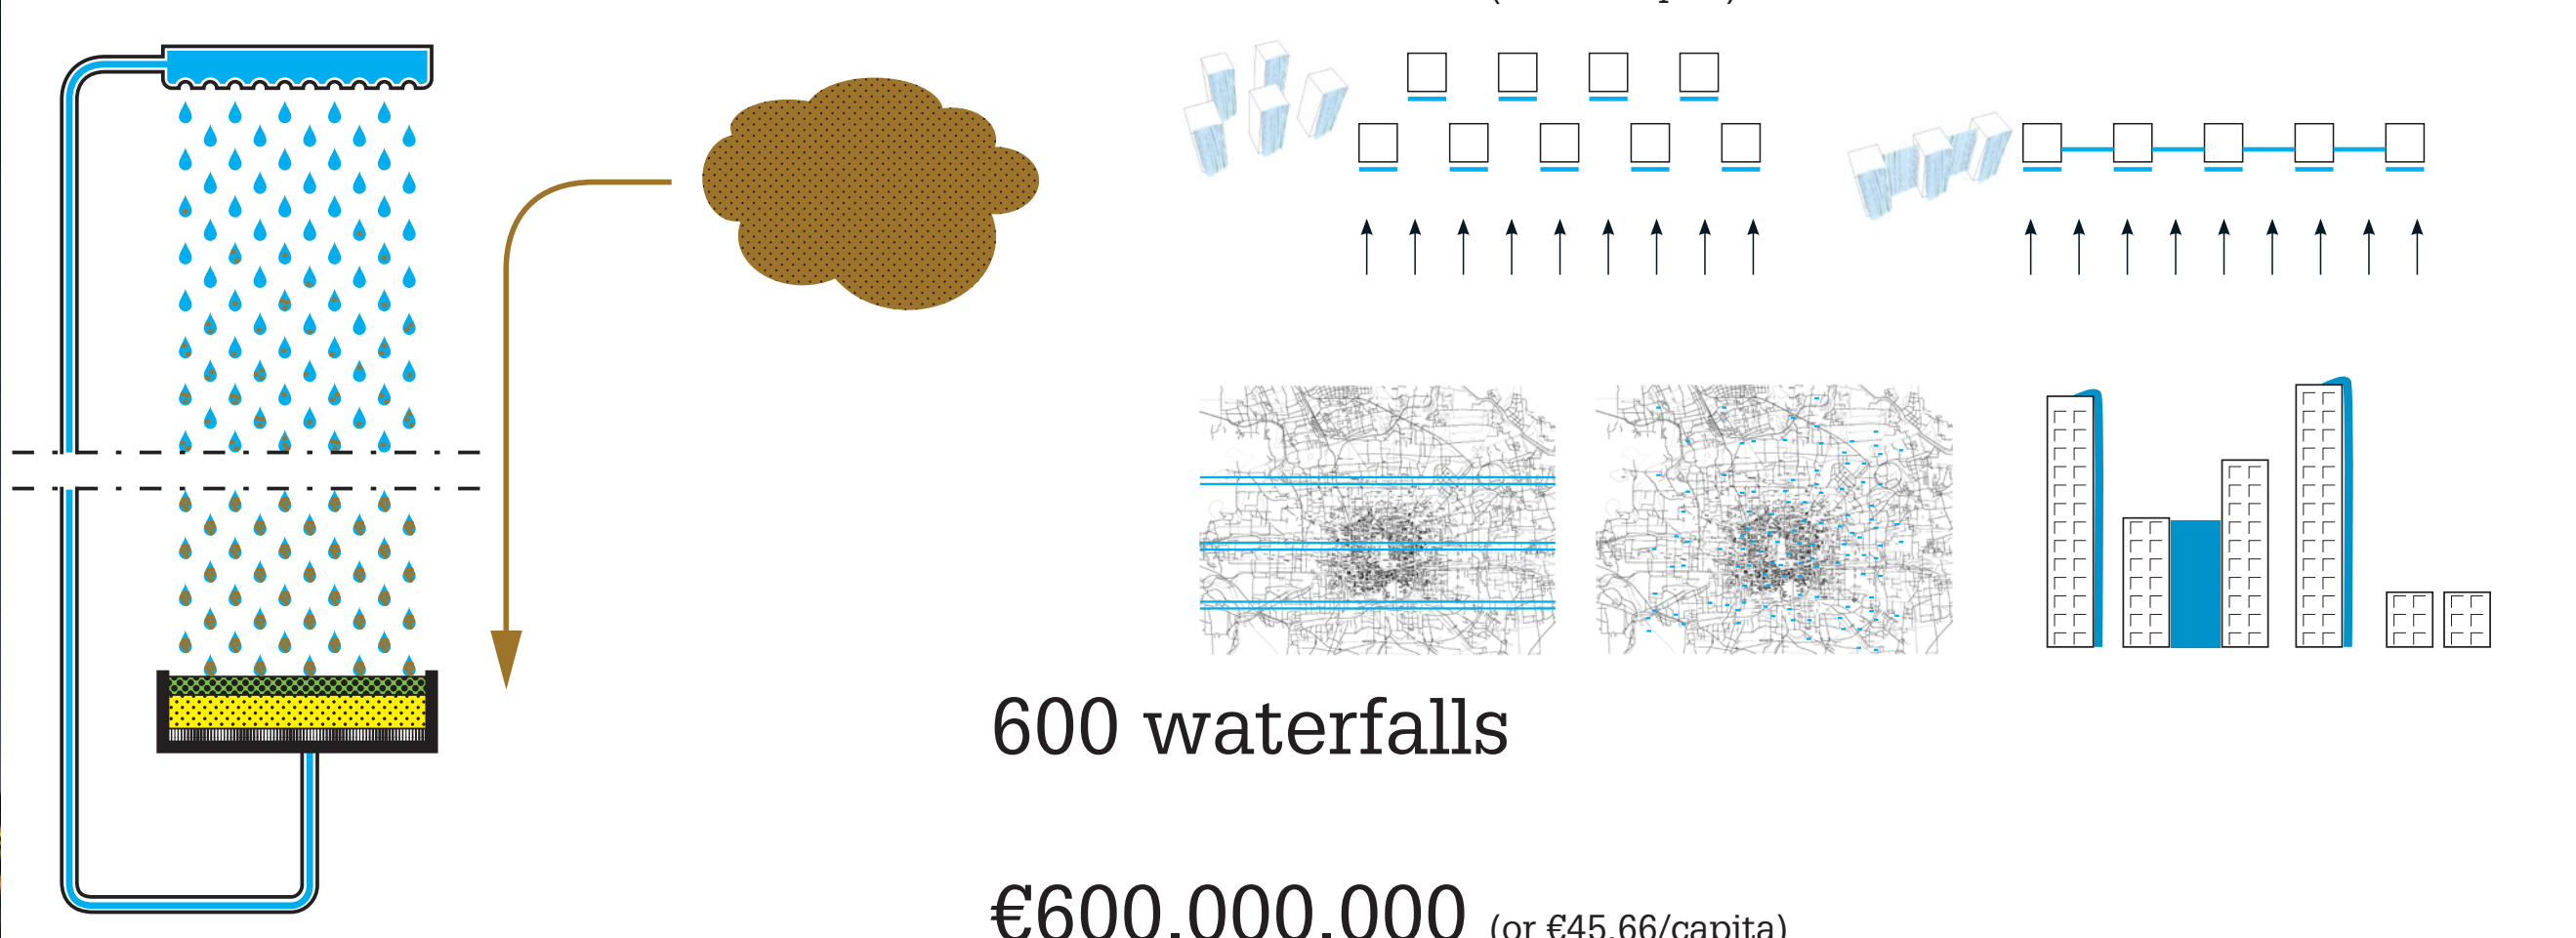 600 waterfalls
€600.000.000 (or €45.66/capita)